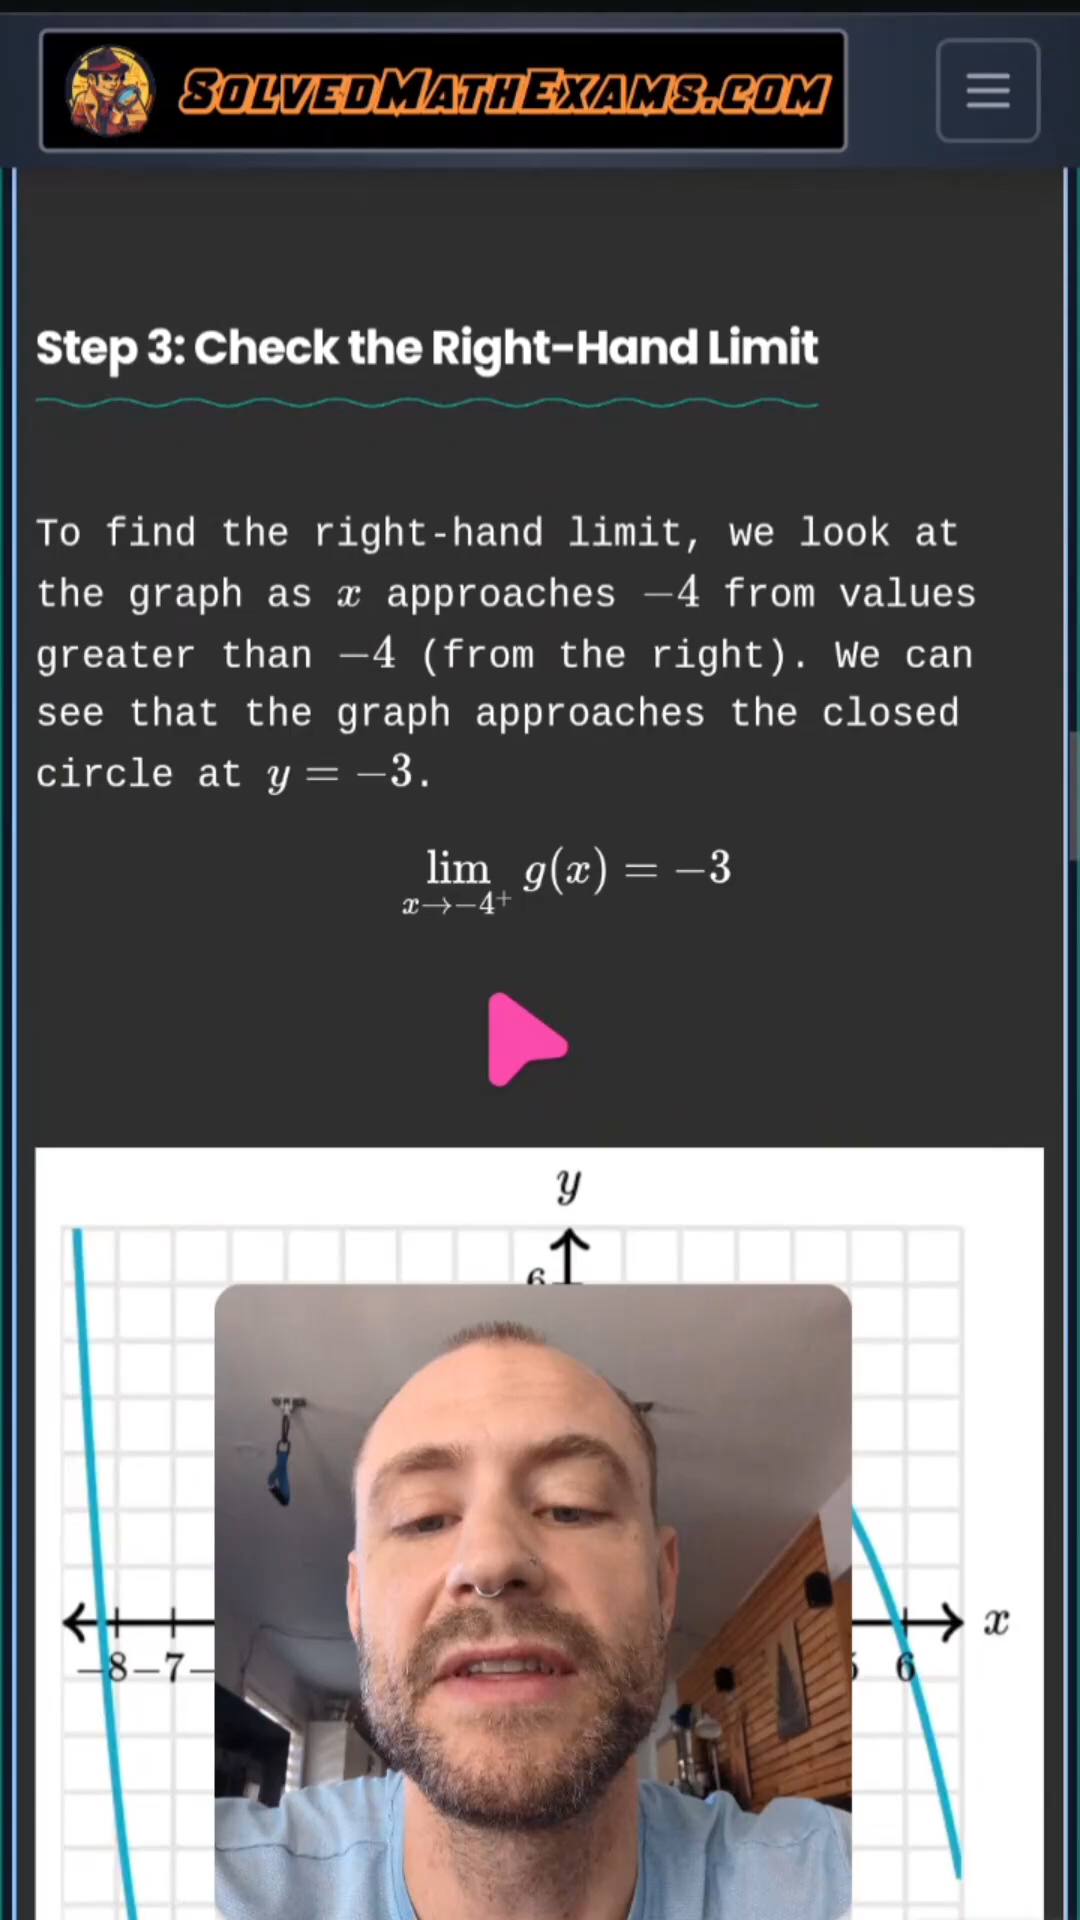 SOLVEDMATHEXAMS.COM
Step 3: Check the Right-Hand Limit
To find the right-hand limit, we look at
the graph as x approaches −4 from values
greater than −4 (from the right). We can
see that the graph approaches the closed
circle at y = −3.
lim g(x) = −3
x→−4⁺
y
6
x
−8 −7 − 6